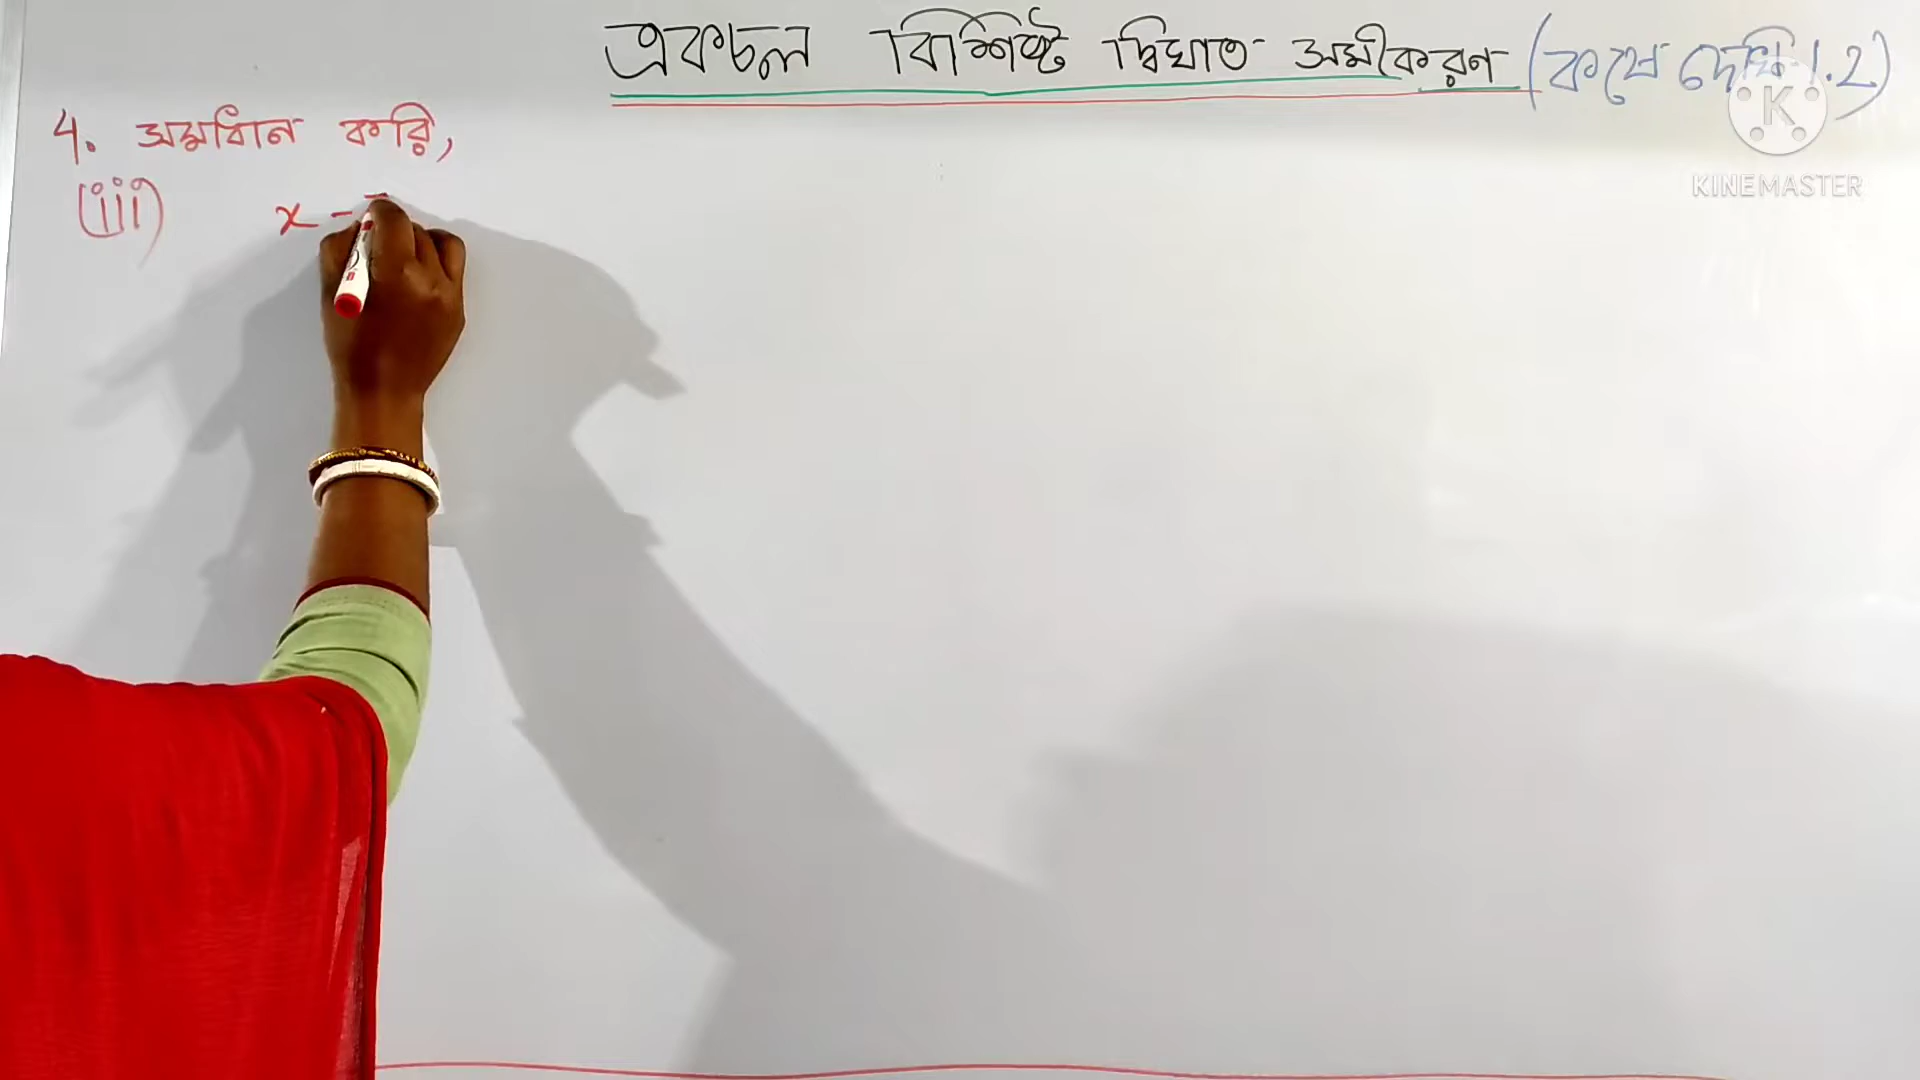 একচল বিশিষ্ট দ্বিঘাত সমীকরণ (কষে দেখি 1.2)
KINEMASTER
4. সমাধান করি,
(iii) x -